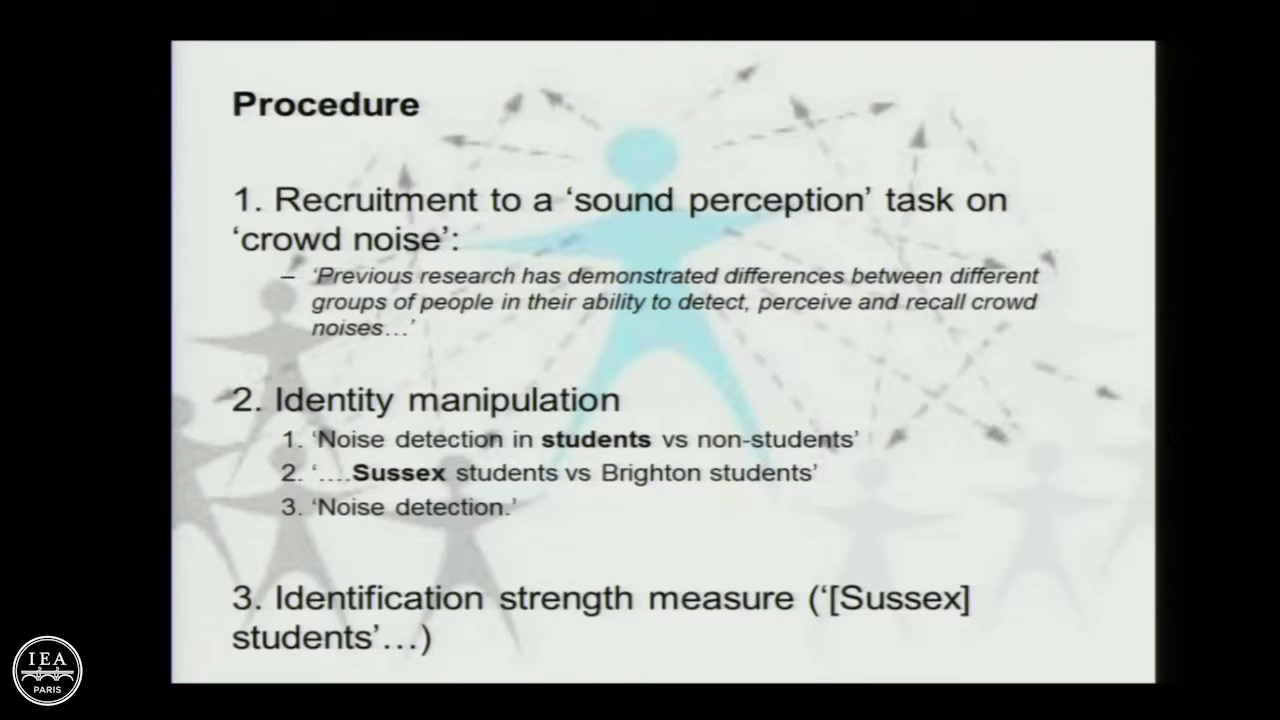 Procedure
1. Recruitment to a ‘sound perception’ task on
‘crowd noise’:
– ‘Previous research has demonstrated differences between different
groups of people in their ability to detect, perceive and recall crowd
noises…’
2. Identity manipulation
1. ‘Noise detection in students vs non-students’
2. ‘….Sussex students vs Brighton students’
3. ‘Noise detection.’
3. Identification strength measure (‘[Sussex]
students’…)
IEA
PARIS